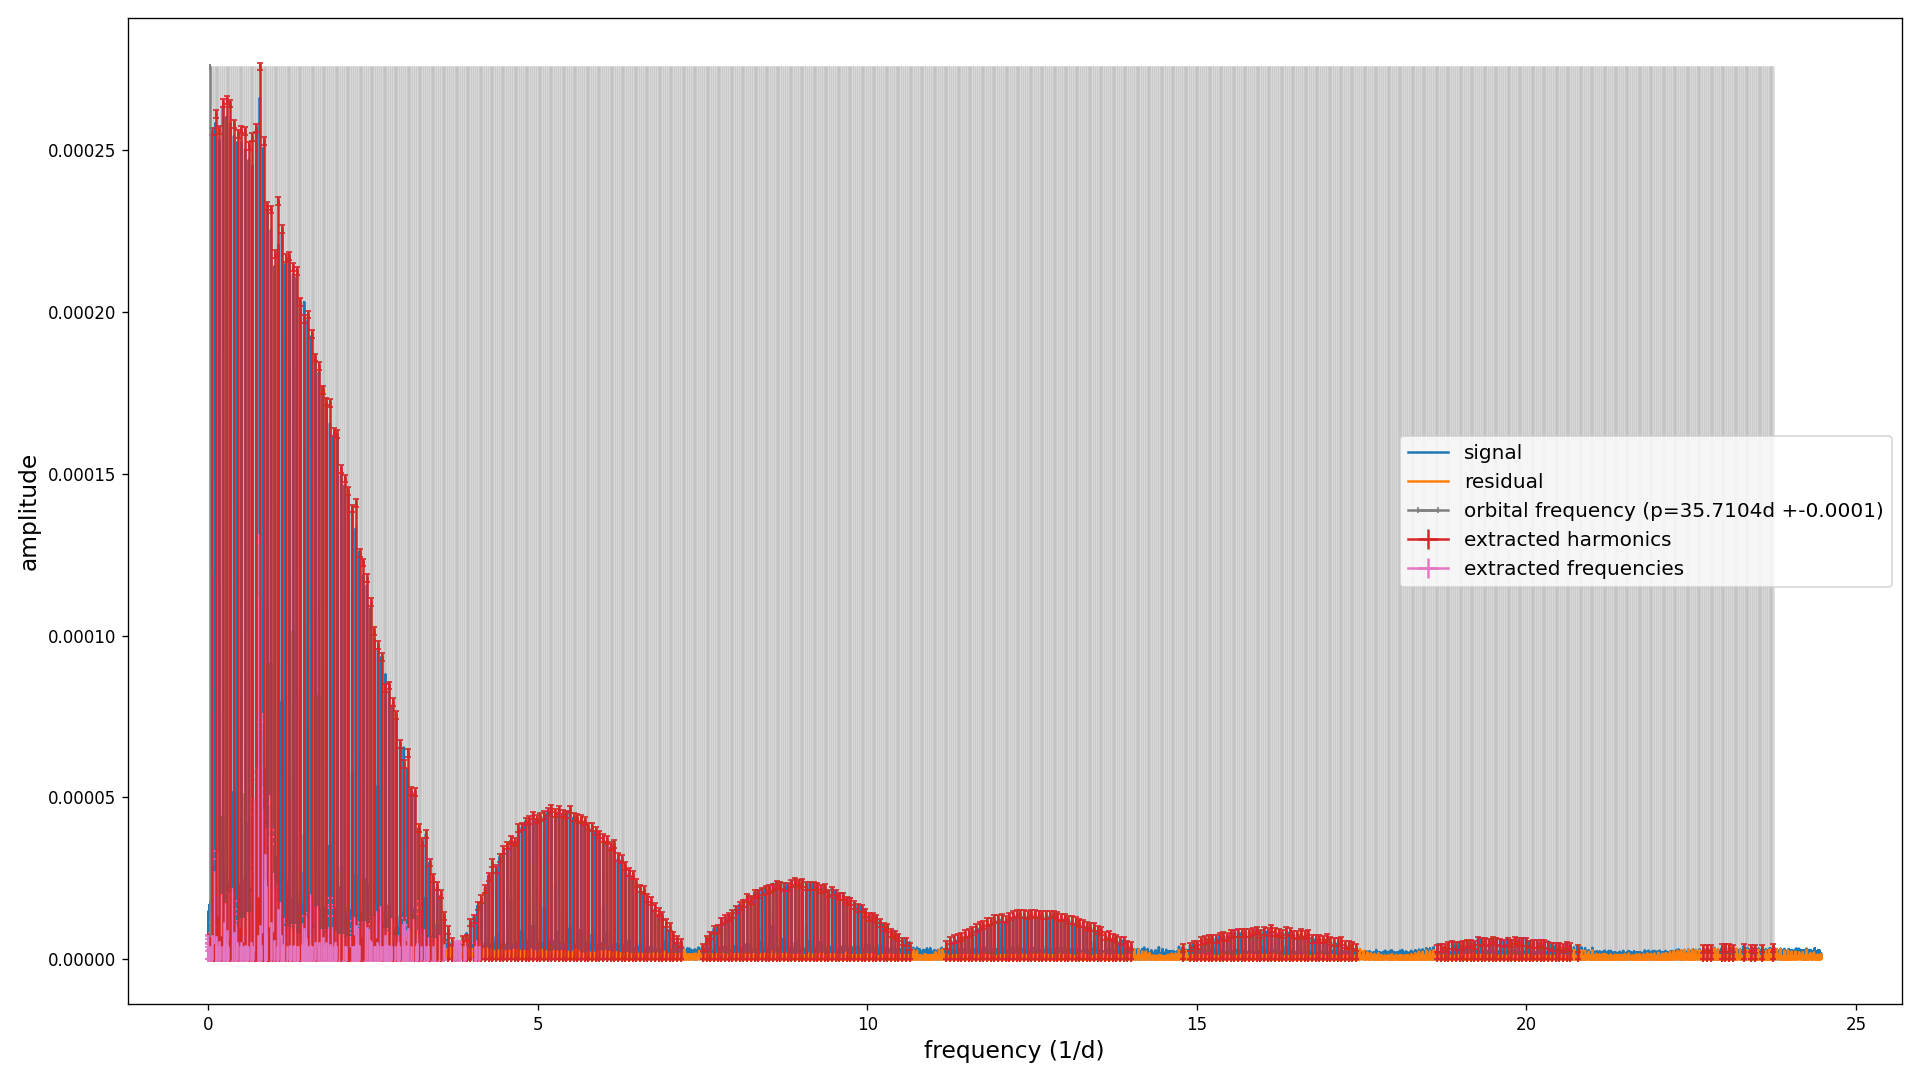 0.00025
0.00020
0.00015
0.00010
0.00005
0.00000
amplitude
signal
residual
orbital frequency (p=35.7104d +-0.0001)
extracted harmonics
extracted frequencies
0 5 10 15 20 25
frequency (1/d)